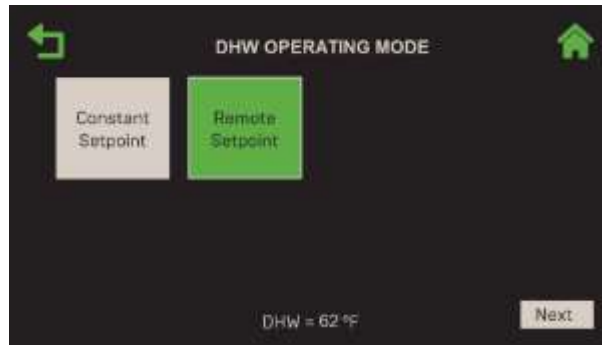 DHW OPERATING MODE
Constant
Setpoint
Remote
Setpoint
DHW = 62 °F
Next